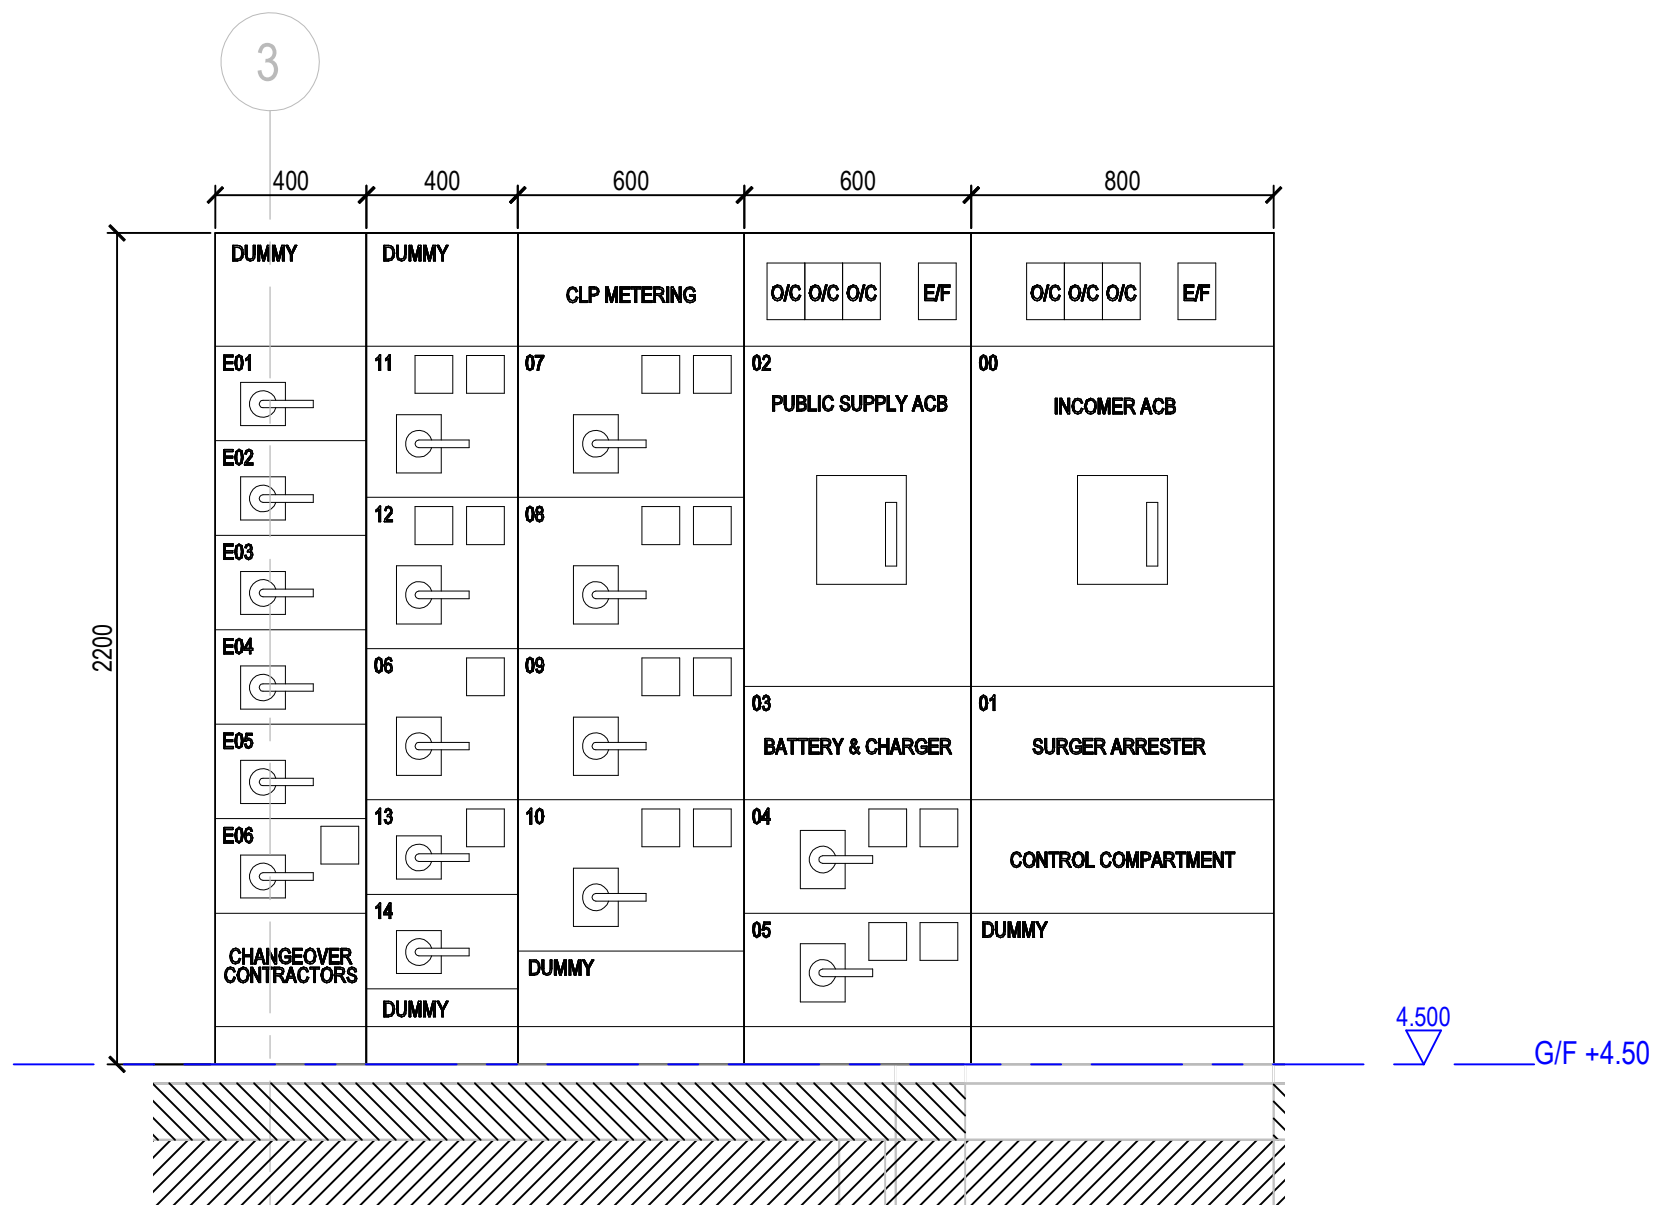 3
400 400 600 600 800
2200
DUMMY
DUMMY
CLP METERING
O/C O/C O/C E/F
O/C O/C O/C E/F
E01
E02
E03
E04
E05
E06
CHANGEOVER
CONTRACTORS
11
12
06
13
14
DUMMY
07
08
09
10
DUMMY
02
PUBLIC SUPPLY ACB
03
BATTERY & CHARGER
04
05
00
INCOMER ACB
01
SURGER ARRESTER
CONTROL COMPARTMENT
DUMMY
4.500
G/F +4.50